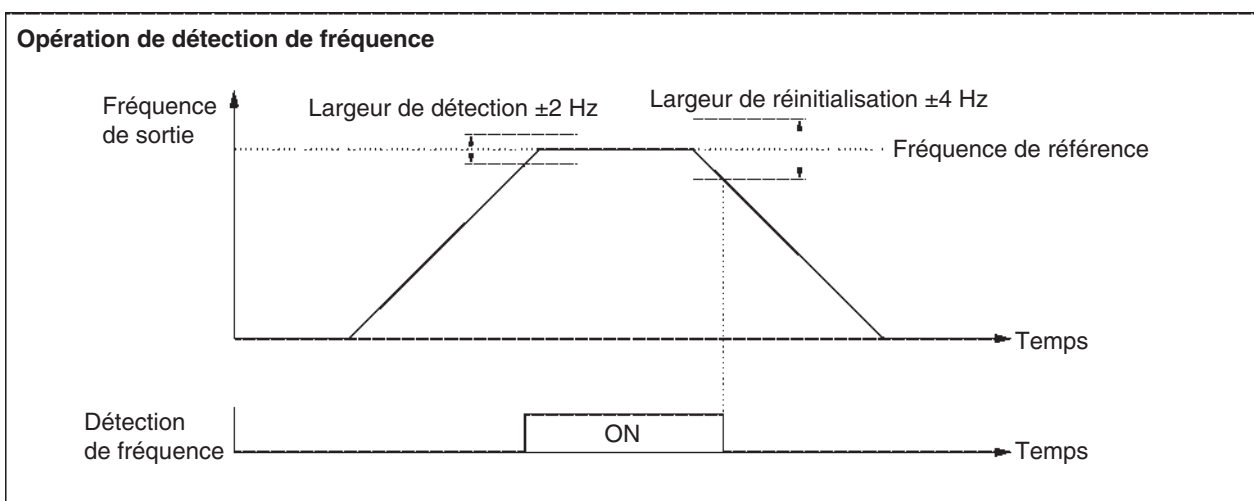 Opération de détection de fréquence
Fréquence
de sortie
Largeur de détection ±2 Hz
Largeur de réinitialisation ±4 Hz
Fréquence de référence
Temps
Détection
de fréquence
ON
Temps